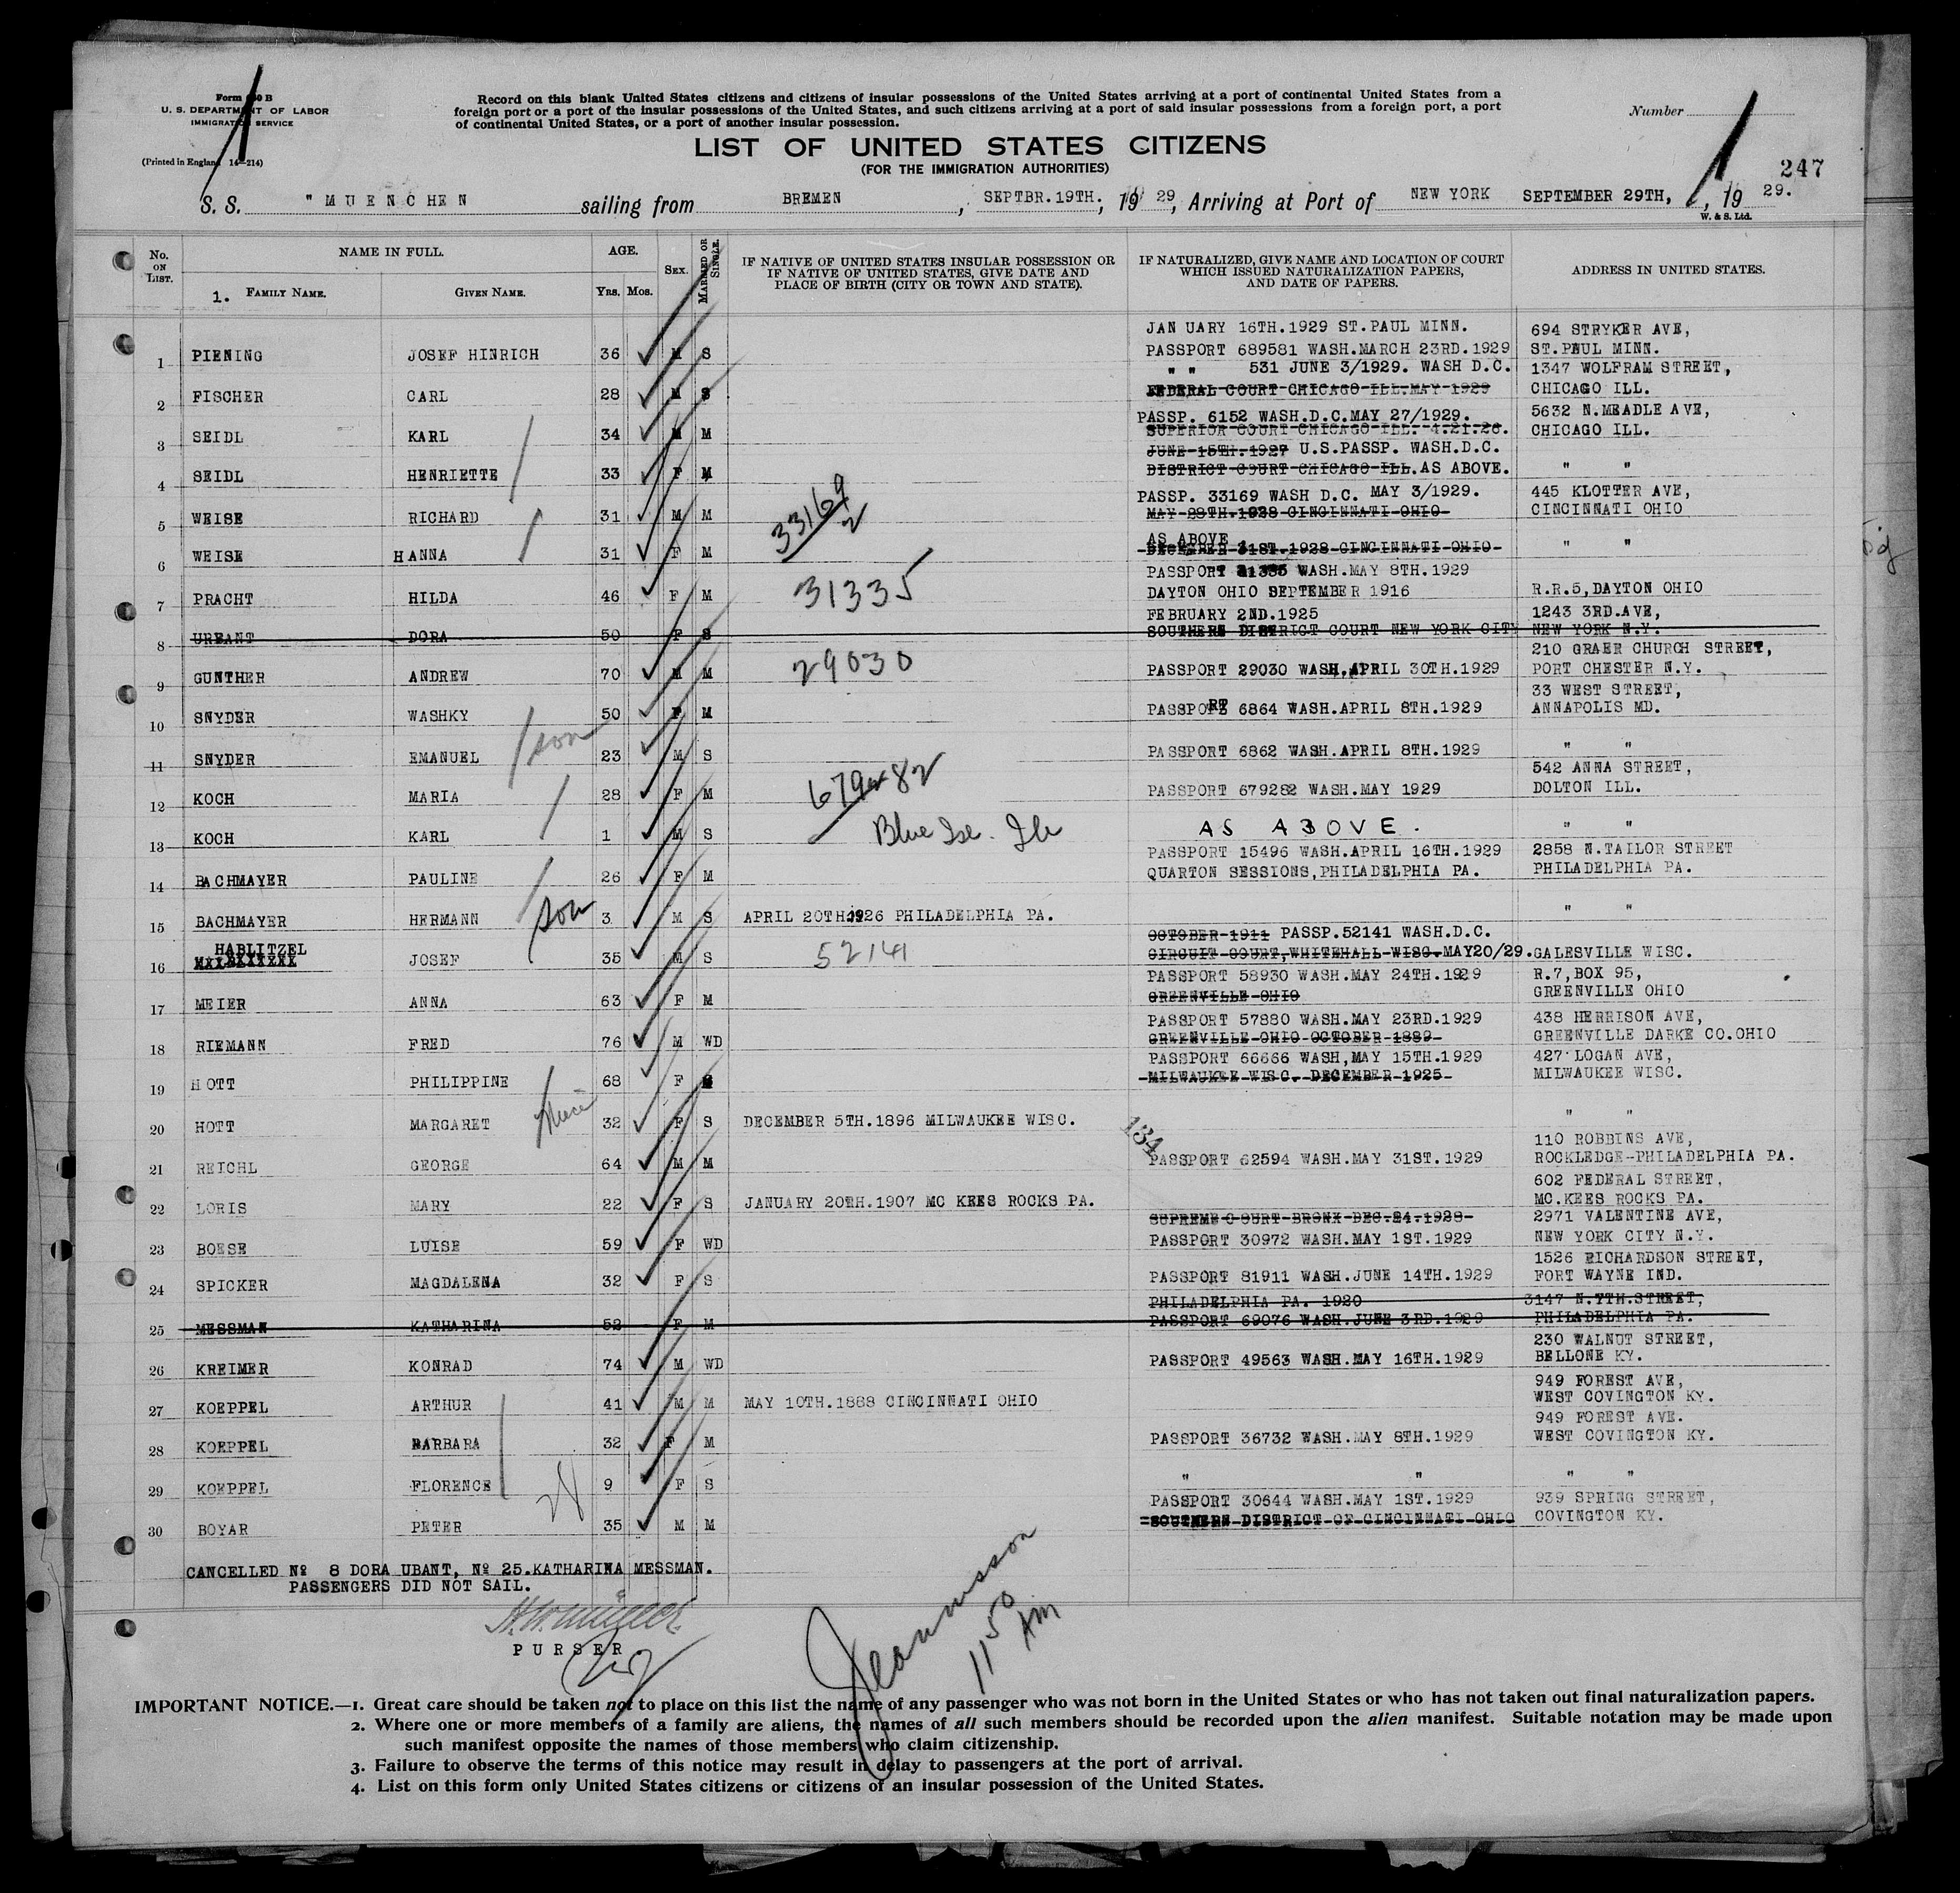 Form 630 B
U. S. DEPARTMENT OF LABOR
IMMIGRATION SERVICE
(Printed in England 14—214)
Record on this blank United States citizens and citizens of insular possessions of the United States arriving at a port of continental United States from a
foreign port or a port of the insular possessions of the United States, and such citizens arriving at a port of said insular possessions from a foreign port, a port
of continental United States, or a port of another insular possession.
Number
LIST OF UNITED STATES CITIZENS
(FOR THE IMMIGRATION AUTHORITIES)
247
S. S. "MUENCHEN sailing from BREMEN, SEPTBR.19TH., 1929, Arriving at Port of NEW YORK SEPTEMBER 29TH,, 1929.
W. & S. Ltd.
No. ON LIST. NAME IN FULL. AGE. SEX. MARRIED OR SINGLE. IF NATIVE OF UNITED STATES INSULAR POSSESSION OR IF NATIVE OF UNITED STATES, GIVE DATE AND PLACE OF BIRTH (CITY OR TOWN AND STATE). IF NATURALIZED, GIVE NAME AND LOCATION OF COURT WHICH ISSUED NATURALIZATION PAPERS, AND DATE OF PAPERS. ADDRESS IN UNITED STATES.
1. FAMILY NAME. GIVEN NAME. YRS. MOS.
JANUARY 16TH.1929 ST.PAUL MINN. 694 STRYKER AVE,
1 PIENING JOSEF HINRICH 36 M S PASSPORT 689581 WASH.MARCH 23RD.1929 ST.PAUL MINN.
" " 531 JUNE 3/1929. WASH D.C. 1347 WOLFRAM STREET,
2 FISCHER CARL 28 M S FEDERAL COURT CHICAGO ILL.MAY 1929 CHICAGO ILL.
PASSP. 6152 WASH.D.C.MAY 27/1929. 5632 N.MEADLE AVE,
3 SEIDL KARL 34 M M SUPERIOR COURT CHICAGO ILL. 4.21.26. CHICAGO ILL.
JUNE 15TH.1927 U.S.PASSP. WASH.D.C.
4 SEIDL HENRIETTE 33 F M DISTRICT COURT CHICAGO ILL.AS ABOVE. " "
PASSP. 33169 WASH D.C. MAY 3/1929. 445 KLOTTER AVE,
5 WEISE RICHARD 31 M M 33169/2 MAY 28TH.1928 CINCINNATI OHIO CINCINNATI OHIO
AS ABOVE
6 WEISE HANNA 31 F M DECEMBER 31ST.1928 CINCINNATI OHIO " "
PASSPORT 31335 WASH.MAY 8TH.1929
7 PRACHT HILDA 46 F M 31335 DAYTON OHIO SEPTEMBER 1916 R.R.5,DAYTON OHIO
FEBRUARY 2ND.1925 1243 3RD.AVE,
8 URBANT DORA 50 F S SOUTHERN DISTRICT COURT NEW YORK CITY NEW YORK N.Y.
210 GRAER CHURCH STREET,
9 GUNTHER ANDREW 70 M M 29030 PASSPORT 29030 WASH,APRIL 30TH.1929 PORT CHESTER N.Y.
33 WEST STREET,
10 SNYDER WASHKY 50 F M PASSPORT 6864 WASH.APRIL 8TH.1929 ANNAPOLIS MD.
11 SNYDER EMANUEL son 23 M S PASSPORT 6862 WASH.APRIL 8TH.1929 " "
542 ANNA STREET,
12 KOCH MARIA 28 F M 679282 PASSPORT 679282 WASH.MAY 1929 DOLTON ILL.
13 KOCH KARL 1 M S Blue Isl. Ill AS ABOVE. " "
PASSPORT 15496 WASH.APRIL 16TH.1929 2858 N.TAILOR STREET
14 BACHMAYER PAULINE 26 F M QUARTON SESSIONS,PHILADELPHIA PA. PHILADELPHIA PA.
15 BACHMAYER HERMANN son 3 M S APRIL 20TH.1926 PHILADELPHIA PA. " "
HABLITZEL OCTOBER 1911 PASSP.52141 WASH.D.C.
16 JOSEF 35 M S 52141 CIRCUIT COURT,WHITEHALL WISC.MAY20/29. GALESVILLE WISC.
PASSPORT 58930 WASH.MAY 24TH.1929 R.7,BOX 95,
17 MEIER ANNA 63 F M GREENVILLE OHIO GREENVILLE OHIO
PASSPORT 57880 WASH.MAY 23RD.1929 438 HERRISON AVE,
18 RIEMANN FRED 76 M WD GREENVILLE OHIO OCTOBER 1889 GREENVILLE DARKE CO.OHIO
PASSPORT 66666 WASH,MAY 15TH.1929 427 LOGAN AVE,
19 HOTT PHILIPPINE 68 F MILWAUKEE WISC. DECEMBER 1925 MILWAUKEE WISC.
20 HOTT MARGARET niece 32 F S DECEMBER 5TH.1896 MILWAUKEE WISC. 134 " "
110 ROBBINS AVE,
21 REICHL GEORGE 64 M M PASSPORT 62594 WASH.MAY 31ST.1929 ROCKLEDGE-PHILADELPHIA PA.
602 FEDERAL STREET,
22 LORIS MARY 22 F S JANUARY 20TH.1907 MC KEES ROCKS PA. MC.KEES ROCKS PA.
SUPREME COURT BRONX DEC.24.1928 2971 VALENTINE AVE,
23 BOESE LUISE 59 F WD PASSPORT 30972 WASH.MAY 1ST.1929 NEW YORK CITY N.Y.
1526 RICHARDSON STREET,
24 SPICKER MAGDALENA 32 F S PASSPORT 81911 WASH.JUNE 14TH.1929 FORT WAYNE IND.
PHILADELPHIA PA. 1920 3147 N.7TH.STREET,
25 MESSMAN KATHARINA 52 F M PASSPORT 69076 WASH.JUNE 3RD.1929 PHILADELPHIA PA.
230 WALNUT STREET,
26 KREIMER KONRAD 74 M WD PASSPORT 49563 WASH.MAY 16TH.1929 BELLONE KY.
949 FOREST AVE,
27 KOEPPEL ARTHUR 41 M M MAY 10TH.1888 CINCINNATI OHIO WEST COVINGTON KY.
949 FOREST AVE.
28 KOEPPEL BARBARA 32 F M PASSPORT 36732 WASH.MAY 8TH.1929 WEST COVINGTON KY.
29 KOEPPEL FLORENCE 9 F S " " " "
PASSPORT 30644 WASH.MAY 1ST.1929 939 SPRING STREET,
30 BOYAR PETER 28 35 M M SOUTHERN DISTRICT OF CINCINNATI OHIO COVINGTON KY.
CANCELLED № 8 DORA UBANT, № 25.KATHARINA MESSMAN.
PASSENGERS DID NOT SAIL.
PURSER.
11 50 AM
IMPORTANT NOTICE.—1. Great care should be taken not to place on this list the name of any passenger who was not born in the United States or who has not taken out final naturalization papers.
2. Where one or more members of a family are aliens, the names of all such members should be recorded upon the alien manifest. Suitable notation may be made upon
such manifest opposite the names of those members who claim citizenship.
3. Failure to observe the terms of this notice may result in delay to passengers at the port of arrival.
4. List on this form only United States citizens or citizens of an insular possession of the United States.